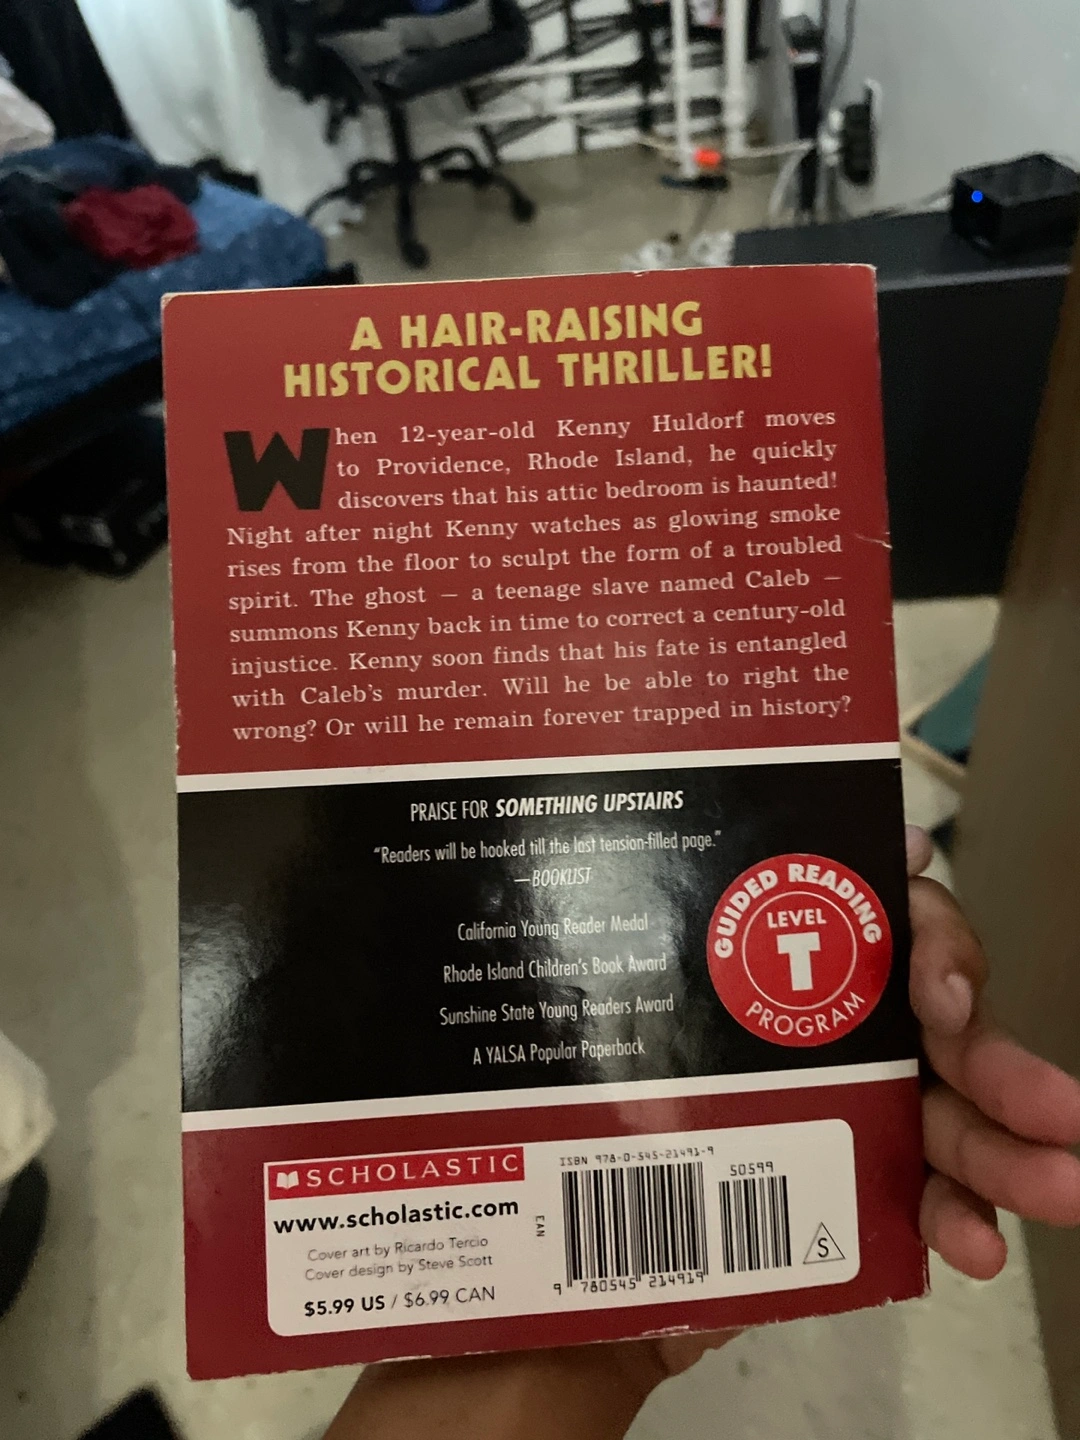 A HAIR-RAISING
HISTORICAL THRILLER!
When 12-year-old Kenny Huldorf moves
to Providence, Rhode Island, he quickly
discovers that his attic bedroom is haunted!
Night after night Kenny watches as glowing smoke
rises from the floor to sculpt the form of a troubled
spirit. The ghost — a teenage slave named Caleb —
summons Kenny back in time to correct a century-old
injustice. Kenny soon finds that his fate is entangled
with Caleb's murder. Will he be able to right the
wrong? Or will he remain forever trapped in history?
PRAISE FOR SOMETHING UPSTAIRS
"Readers will be hooked till the last tension-filled page."
—BOOKLIST
California Young Reader Medal
Rhode Island Children's Book Award
Sunshine State Young Readers Award
A YALSA Popular Paperback
GUIDED READING
LEVEL
T
PROGRAM
SCHOLASTIC
www.scholastic.com
Cover art by Ricardo Tercio
Cover design by Steve Scott
$5.99 US / $6.99 CAN
EAN
ISBN 978-0-545-21491-9
50599
9 780545 214919
S